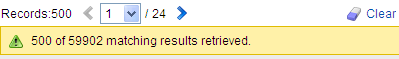 Records:500 1 / 24 Clear
500 of 59902 matching results retrieved.